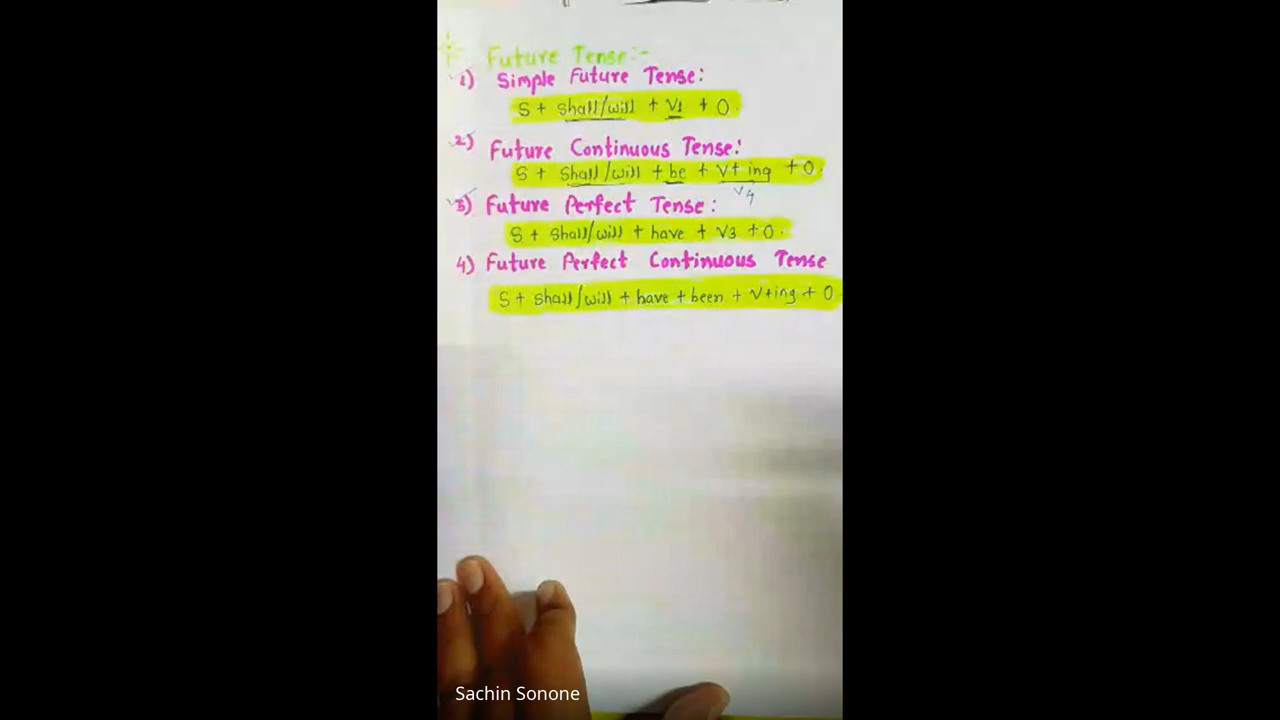 Future Tense:-
1) Simple Future Tense:
S + shall/will + V1 + O.
2) Future Continuous Tense:
S + shall/will + be + V+ing + O.
V4
3) Future Perfect Tense:
S + shall/will + have + V3 + O.
4) Future Perfect Continuous Tense
S + shall/will + have + been + V+ing + O.
Sachin Sonone